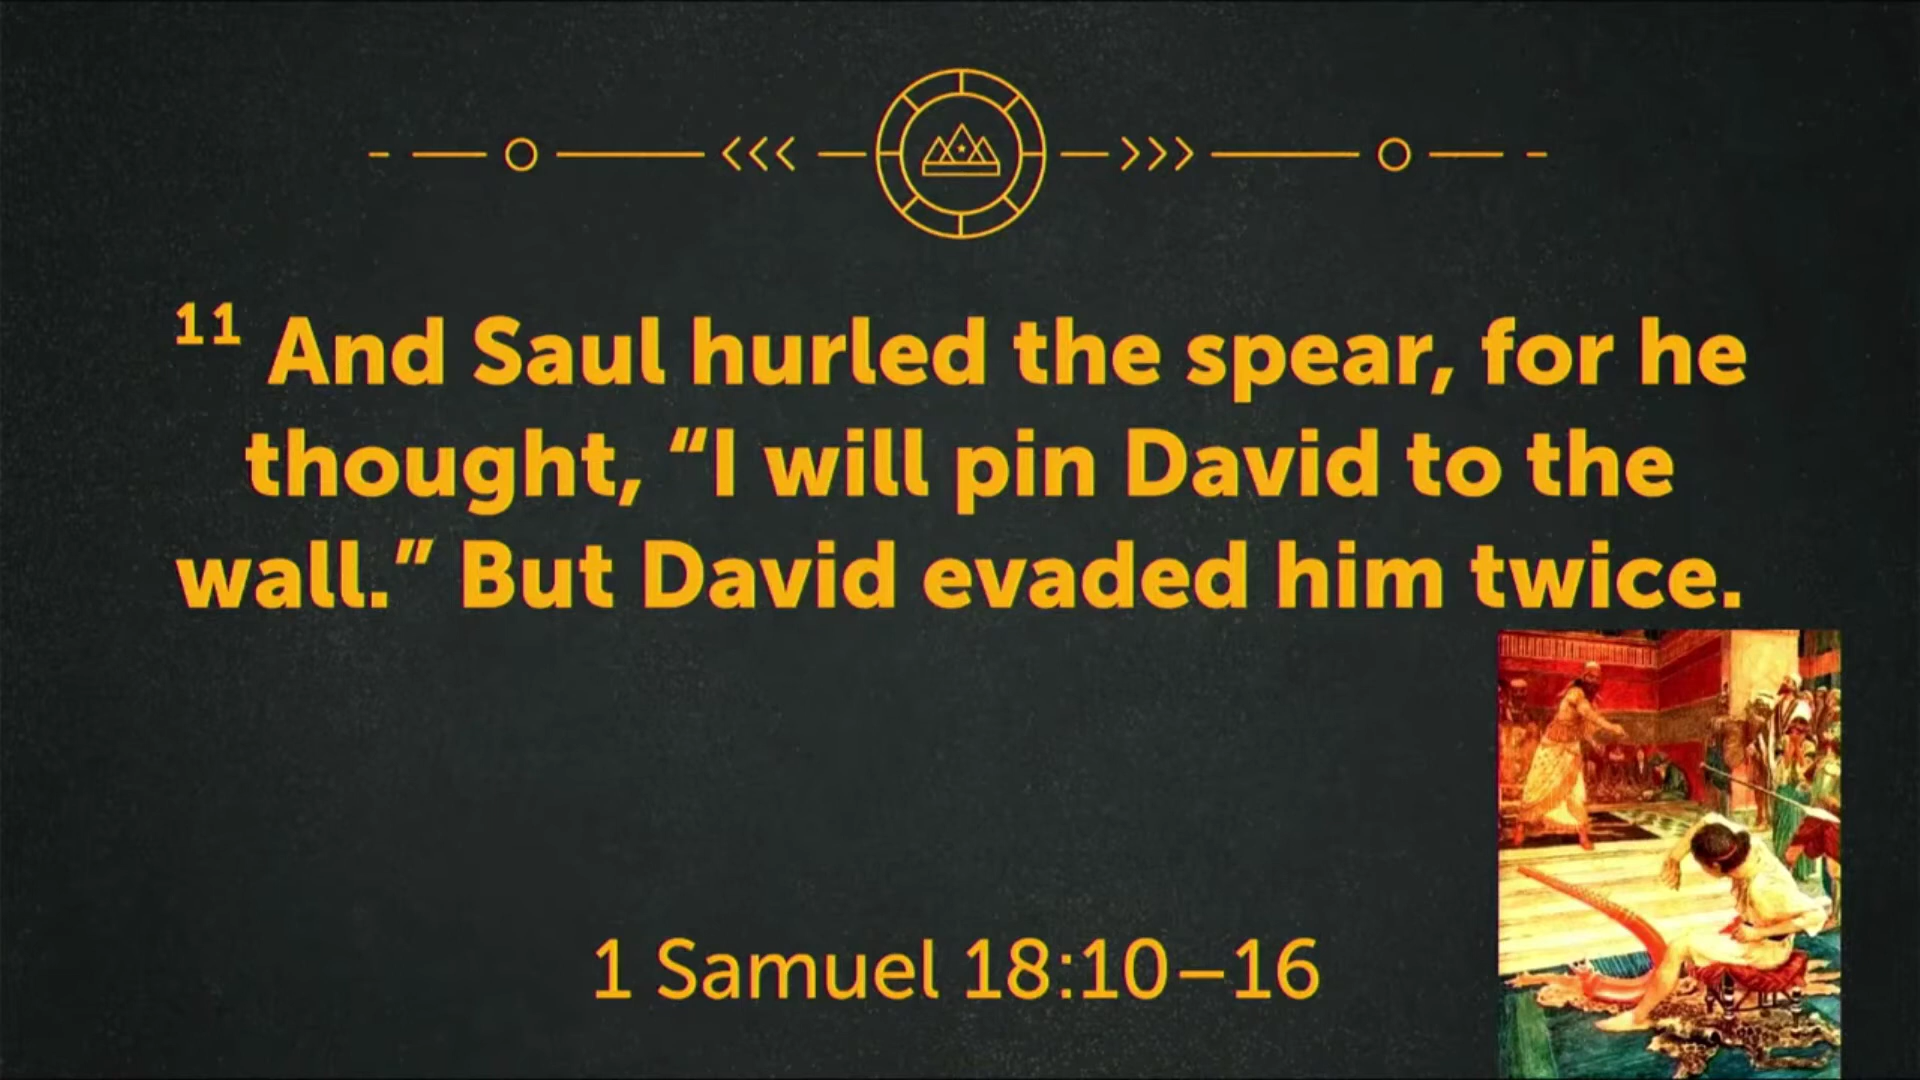 11 And Saul hurled the spear, for he
thought, “I will pin David to the
wall.” But David evaded him twice.
1 Samuel 18:10–16